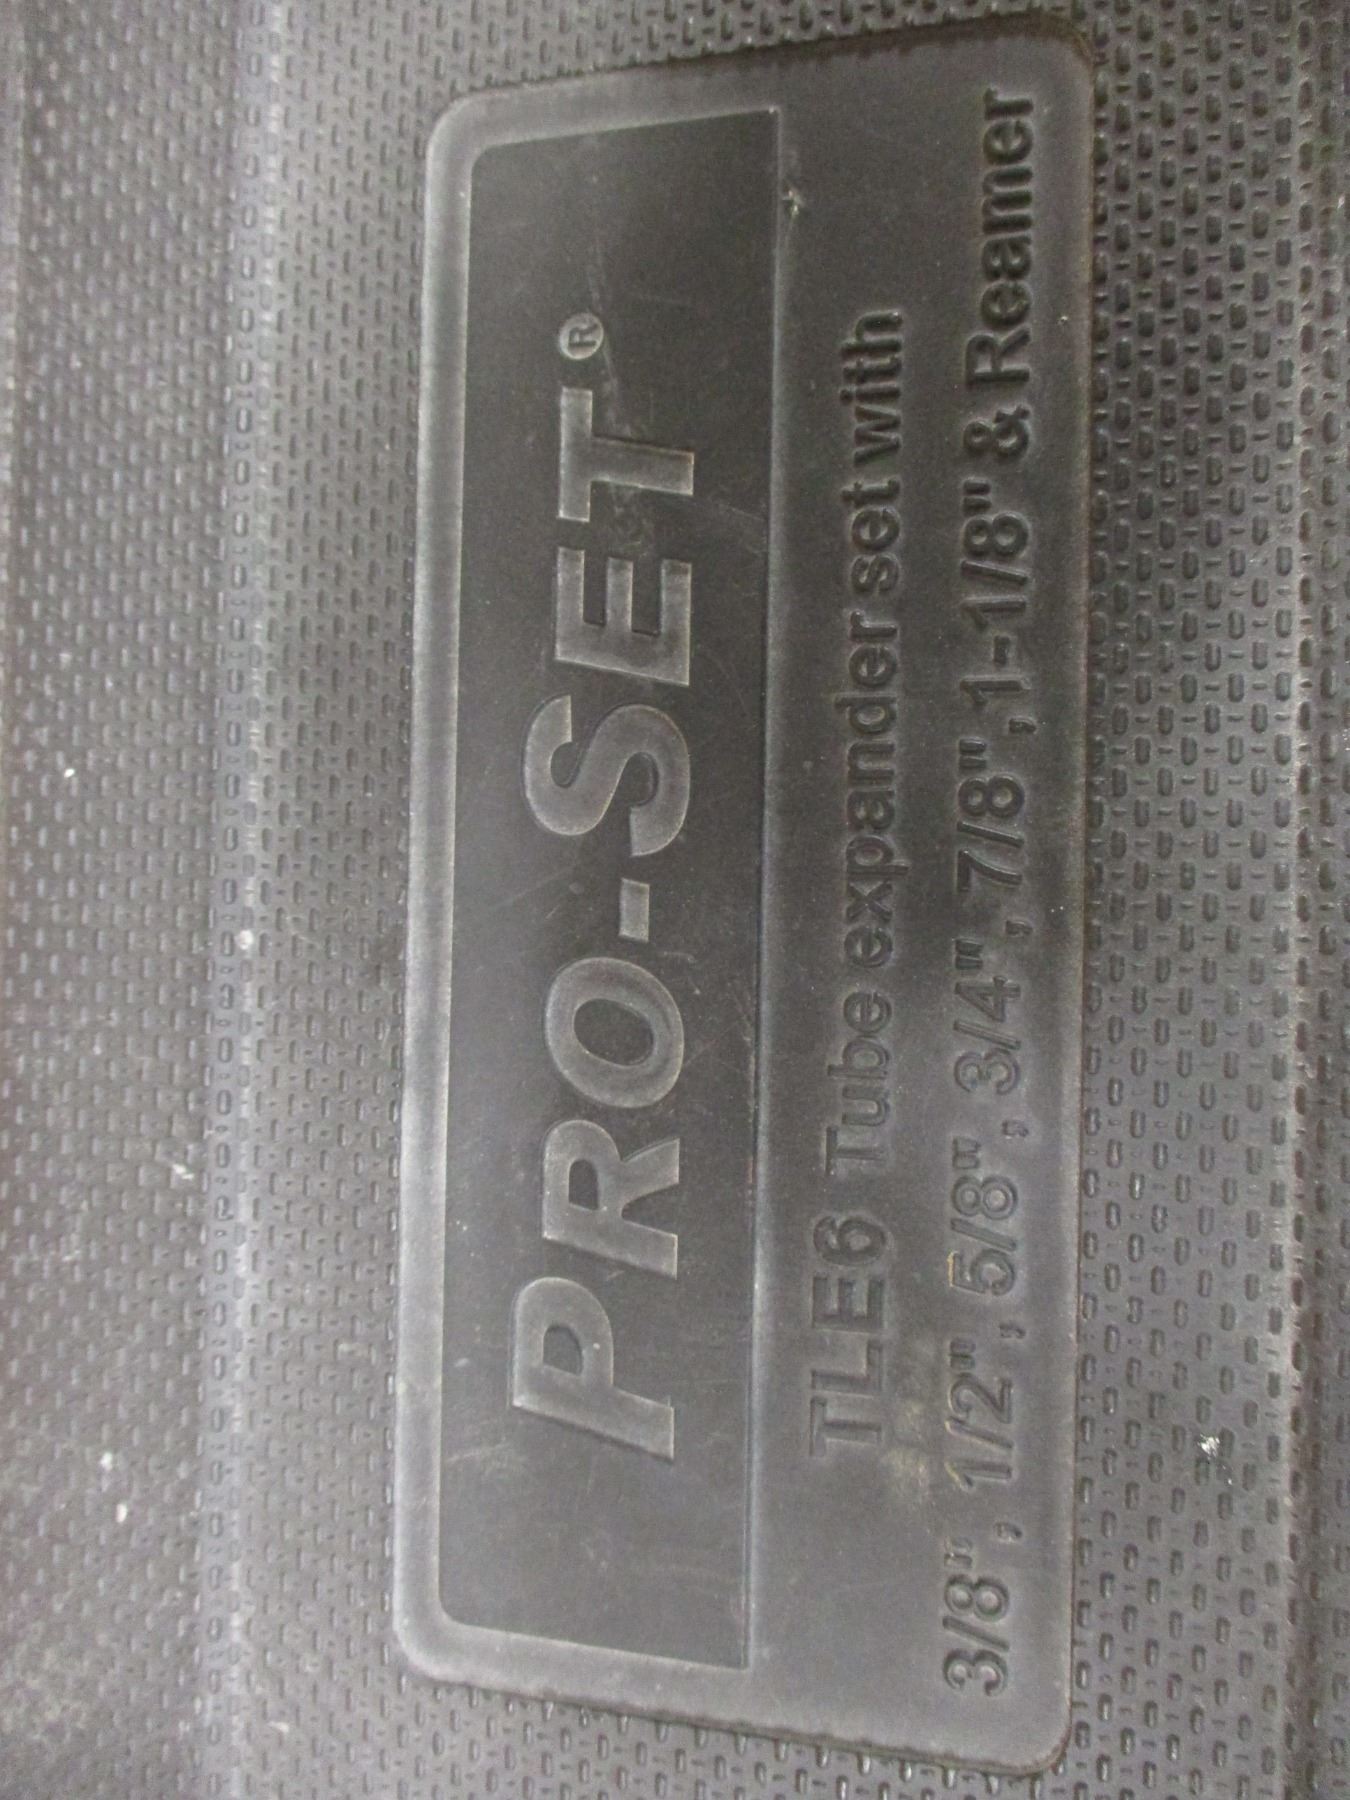 PRO-SET®
TLE6 Tube expander set with
3/8", 1/2", 5/8", 3/4", 7/8",1-1/8" & Reamer